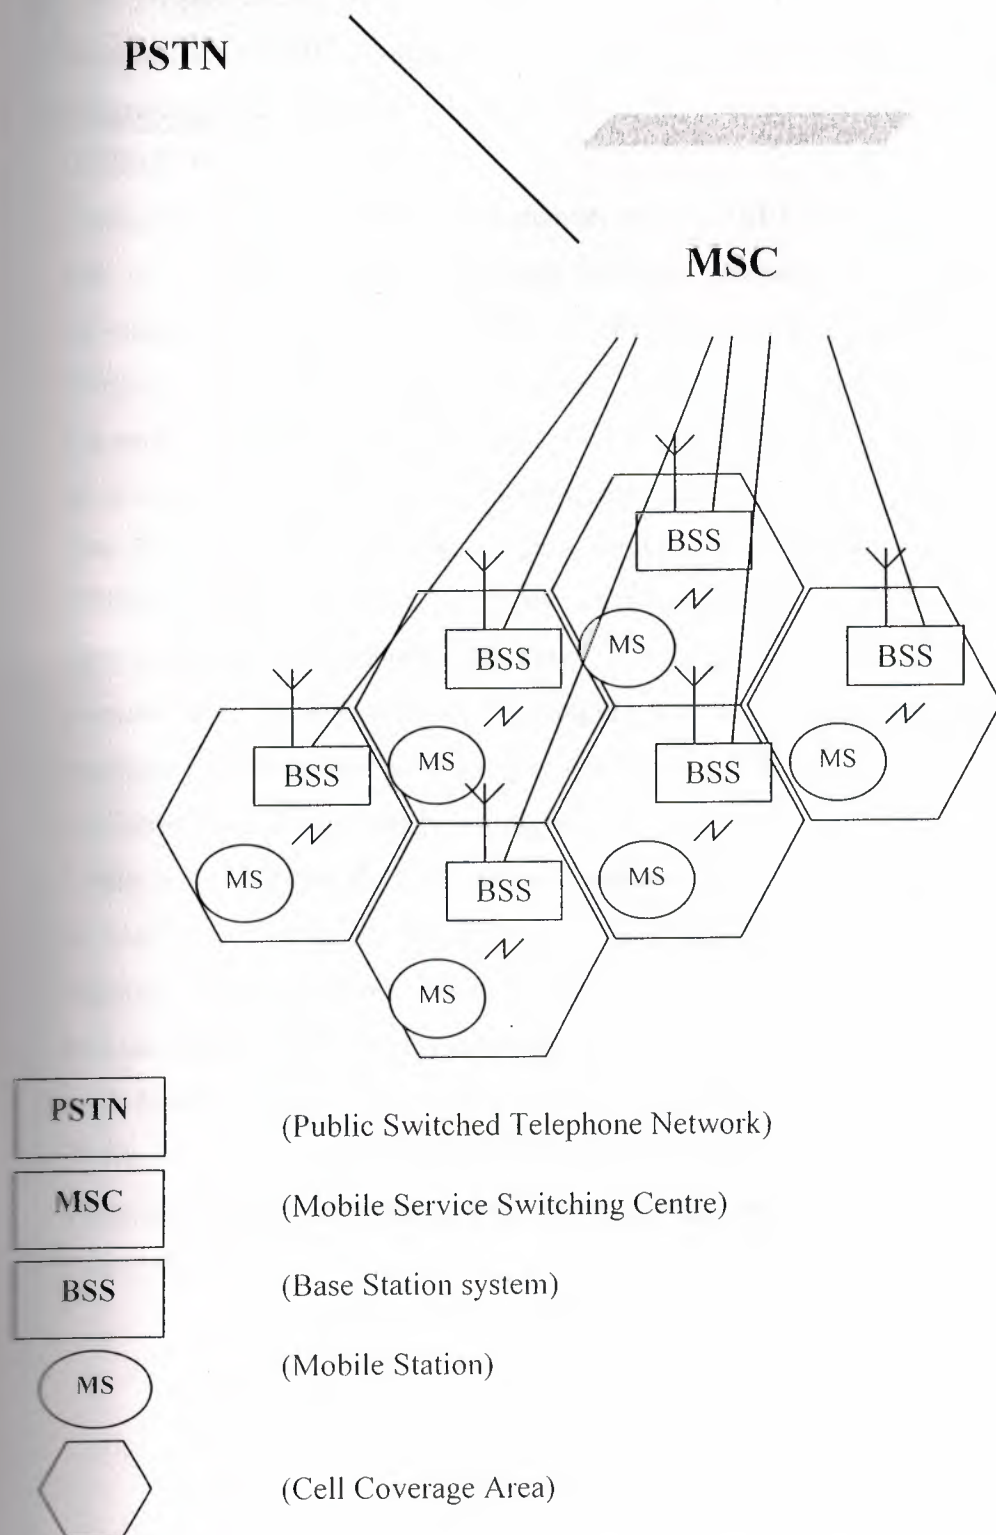 PSTN
MSC
BSS
BSS
BSS
MS
BSS
BSS
MS
MS
BSS
MS
MS
BSS
MS
PSTN (Public Switched Telephone Network)
MSC (Mobile Service Switching Centre)
BSS (Base Station system)
MS (Mobile Station)
(Cell Coverage Area)